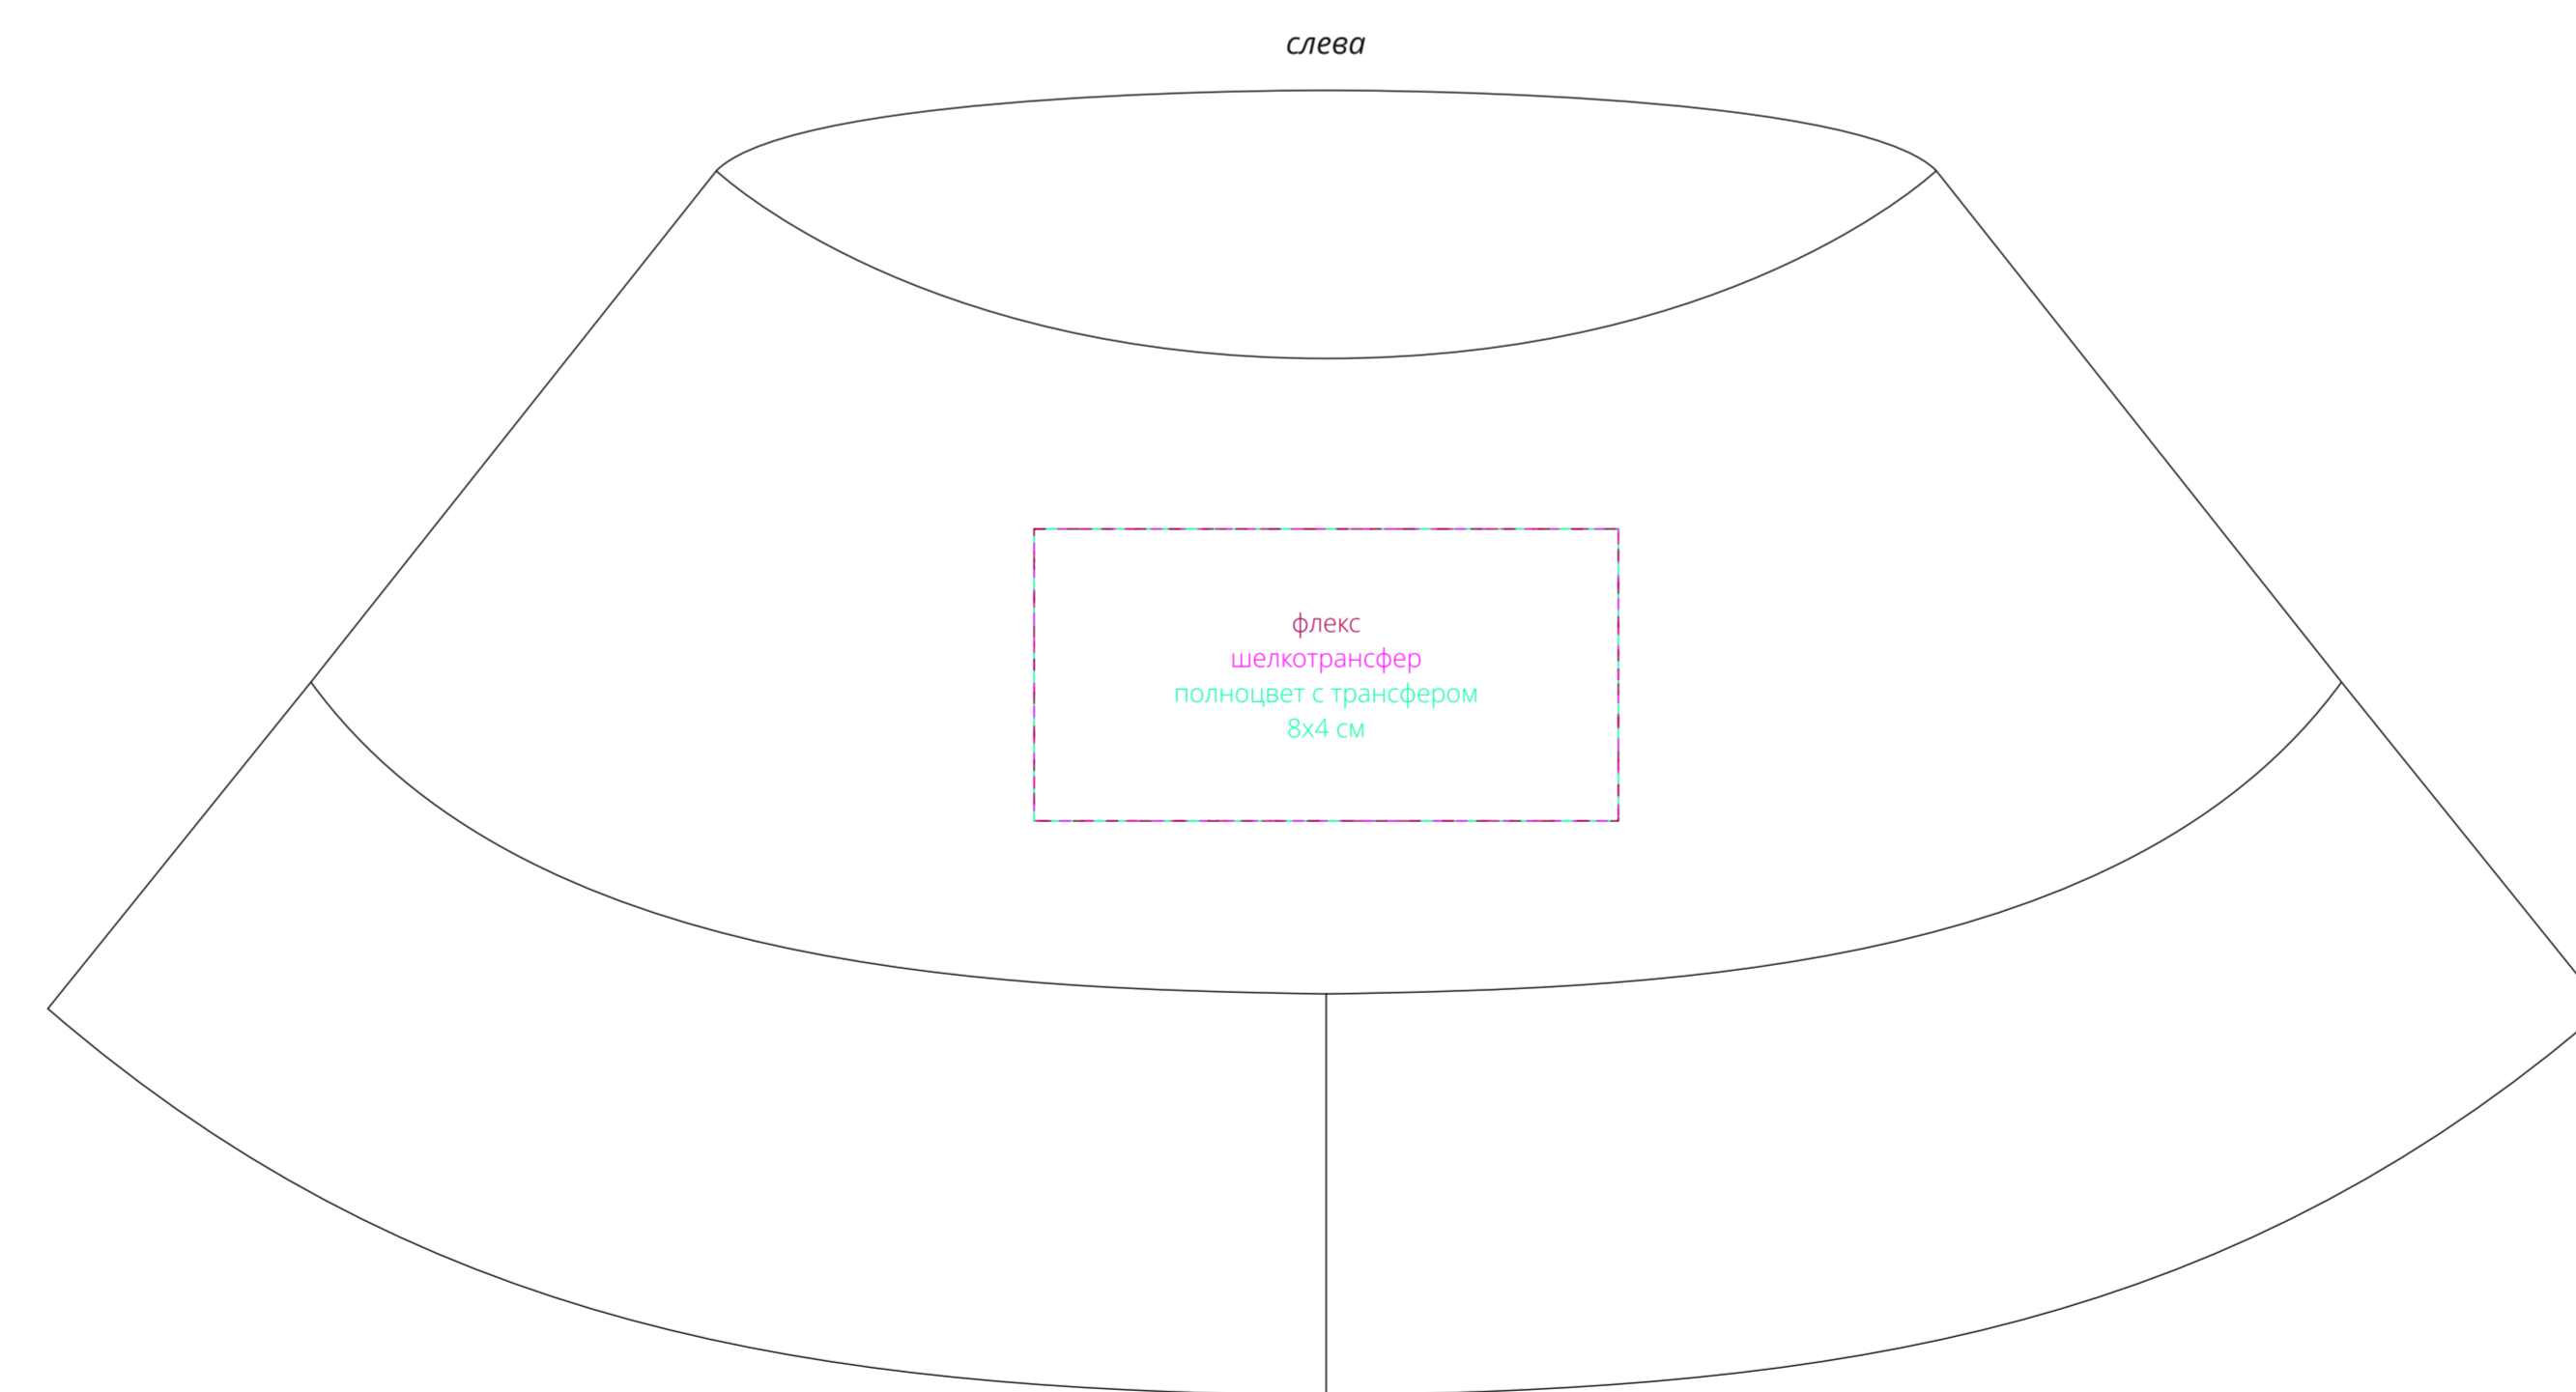 слева
флекс
шелкотрансфер
полноцвет с трансфером
8х4 см